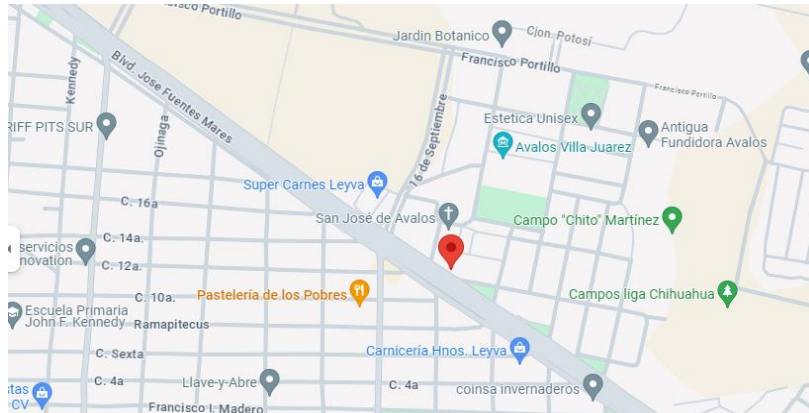 ncisco Portillo
Jardin Botanico
Cjon. Potosí
Blvd. Jose Fuentes Mares
Francisco Portillo
Kennedy
Francisco Portillo
RIFF PITS SUR
Ojinaga
16 de Septiembre
Estetica Unisex
Antigua
Fundidora Avalos
Avalos Villa Juarez
Super Carnes Leyva
C. 16a
San José de Avalos
Campo "Chito" Martínez
C. 14a.
servicios
novation
C. 12a.
C. 10a.
Pastelería de los Pobres
Campos liga Chihuahua
Escuela Primaria
John F. Kennedy
Ramapitecus
C. Sexta
Carnicería Hnos. Leyva
C. 4a
Llave-y-Abre
C. 4a
coinsa invernaderos
stas
CV
Francisco I. Madero